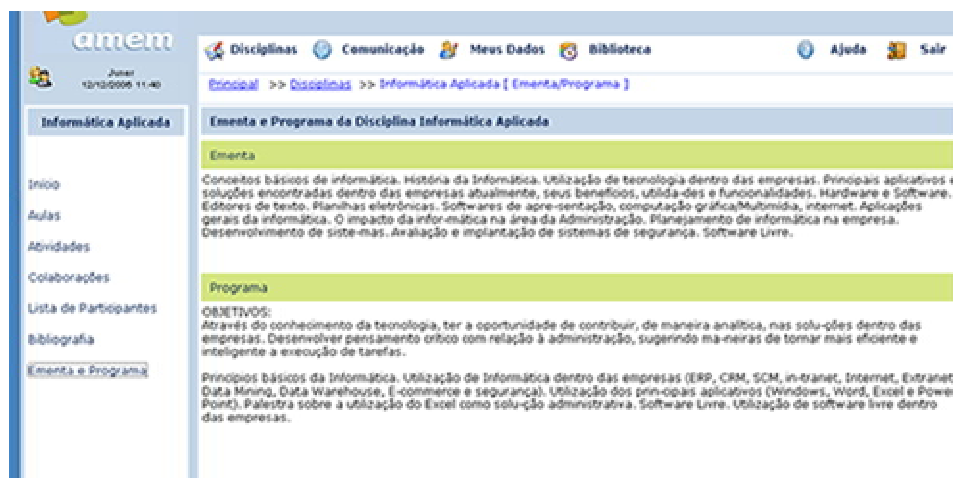 amem
Disciplinas Comunicação Meus Dados Biblioteca Ajuda Sair
Junar
12/12/2006 11:40
Principal >> Disciplinas >> Informática Aplicada [ Ementa/Programa ]
Informática Aplicada
Ementa e Programa da Disciplina Informática Aplicada
Ementa
Conceitos básicos de informática. História da Informática. Utilização de tecnologia dentro das empresas. Principais aplicativos e
soluções encontradas dentro das empresas atualmente, seus benefícios, utilida-des e funcionalidades. Hardware e Software.
Editores de texto. Planilhas eletrônicas. Softwares de apre-sentação, computação gráfica/Multimídia, internet. Aplicações
gerais da informática. O impacto da infor-mática na área da Administração. Planejamento de informática na empresa.
Desenvolvimento de siste-mas. Avaliação e implantação de sistemas de segurança. Software Livre.
Início
Aulas
Atividades
Colaborações
Lista de Participantes
Bibliografia
Ementa e Programa
Programa
OBJETIVOS:
Através do conhecimento da tecnologia, ter a oportunidade de contribuir, de maneira analítica, nas solu-ções dentro das
empresas. Desenvolver pensamento crítico com relação à administração, sugerindo ma-neiras de tornar mais eficiente e
inteligente a execução de tarefas.
Princípios básicos da Informática. Utilização de Informática dentro das empresas (ERP, CRM, SCM, in-tranet, Internet, Extranet
Data Mining, Data Warehouse, E-commerce e segurança). Utilização dos prin-cipais aplicativos (Windows, Word, Excel e Power
Point). Palestra sobre a utilização do Excel como solu-ção administrativa. Software Livre. Utilização de software livre dentro
das empresas.